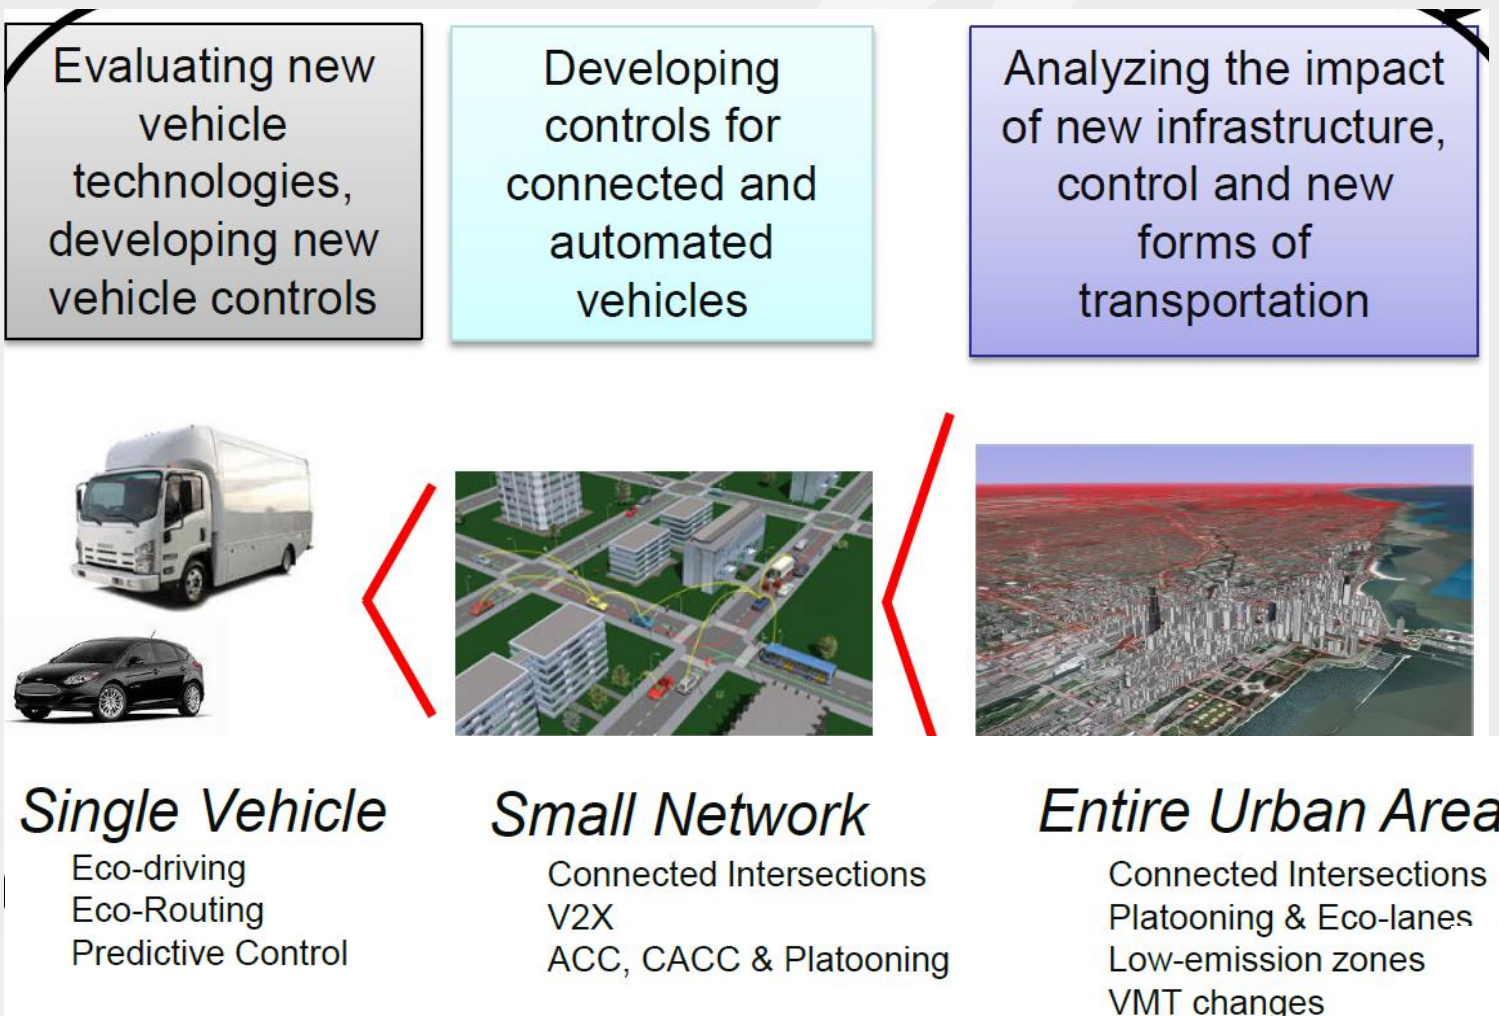 Evaluating new
vehicle
technologies,
developing new
vehicle controls
Developing
controls for
connected and
automated
vehicles
Analyzing the impact
of new infrastructure,
control and new
forms of
transportation
Single Vehicle
Eco-driving
Eco-Routing
Predictive Control
Small Network
Connected Intersections
V2X
ACC, CACC & Platooning
Entire Urban Area
Connected Intersections
Platooning & Eco-lanes
Low-emission zones
VMT changes